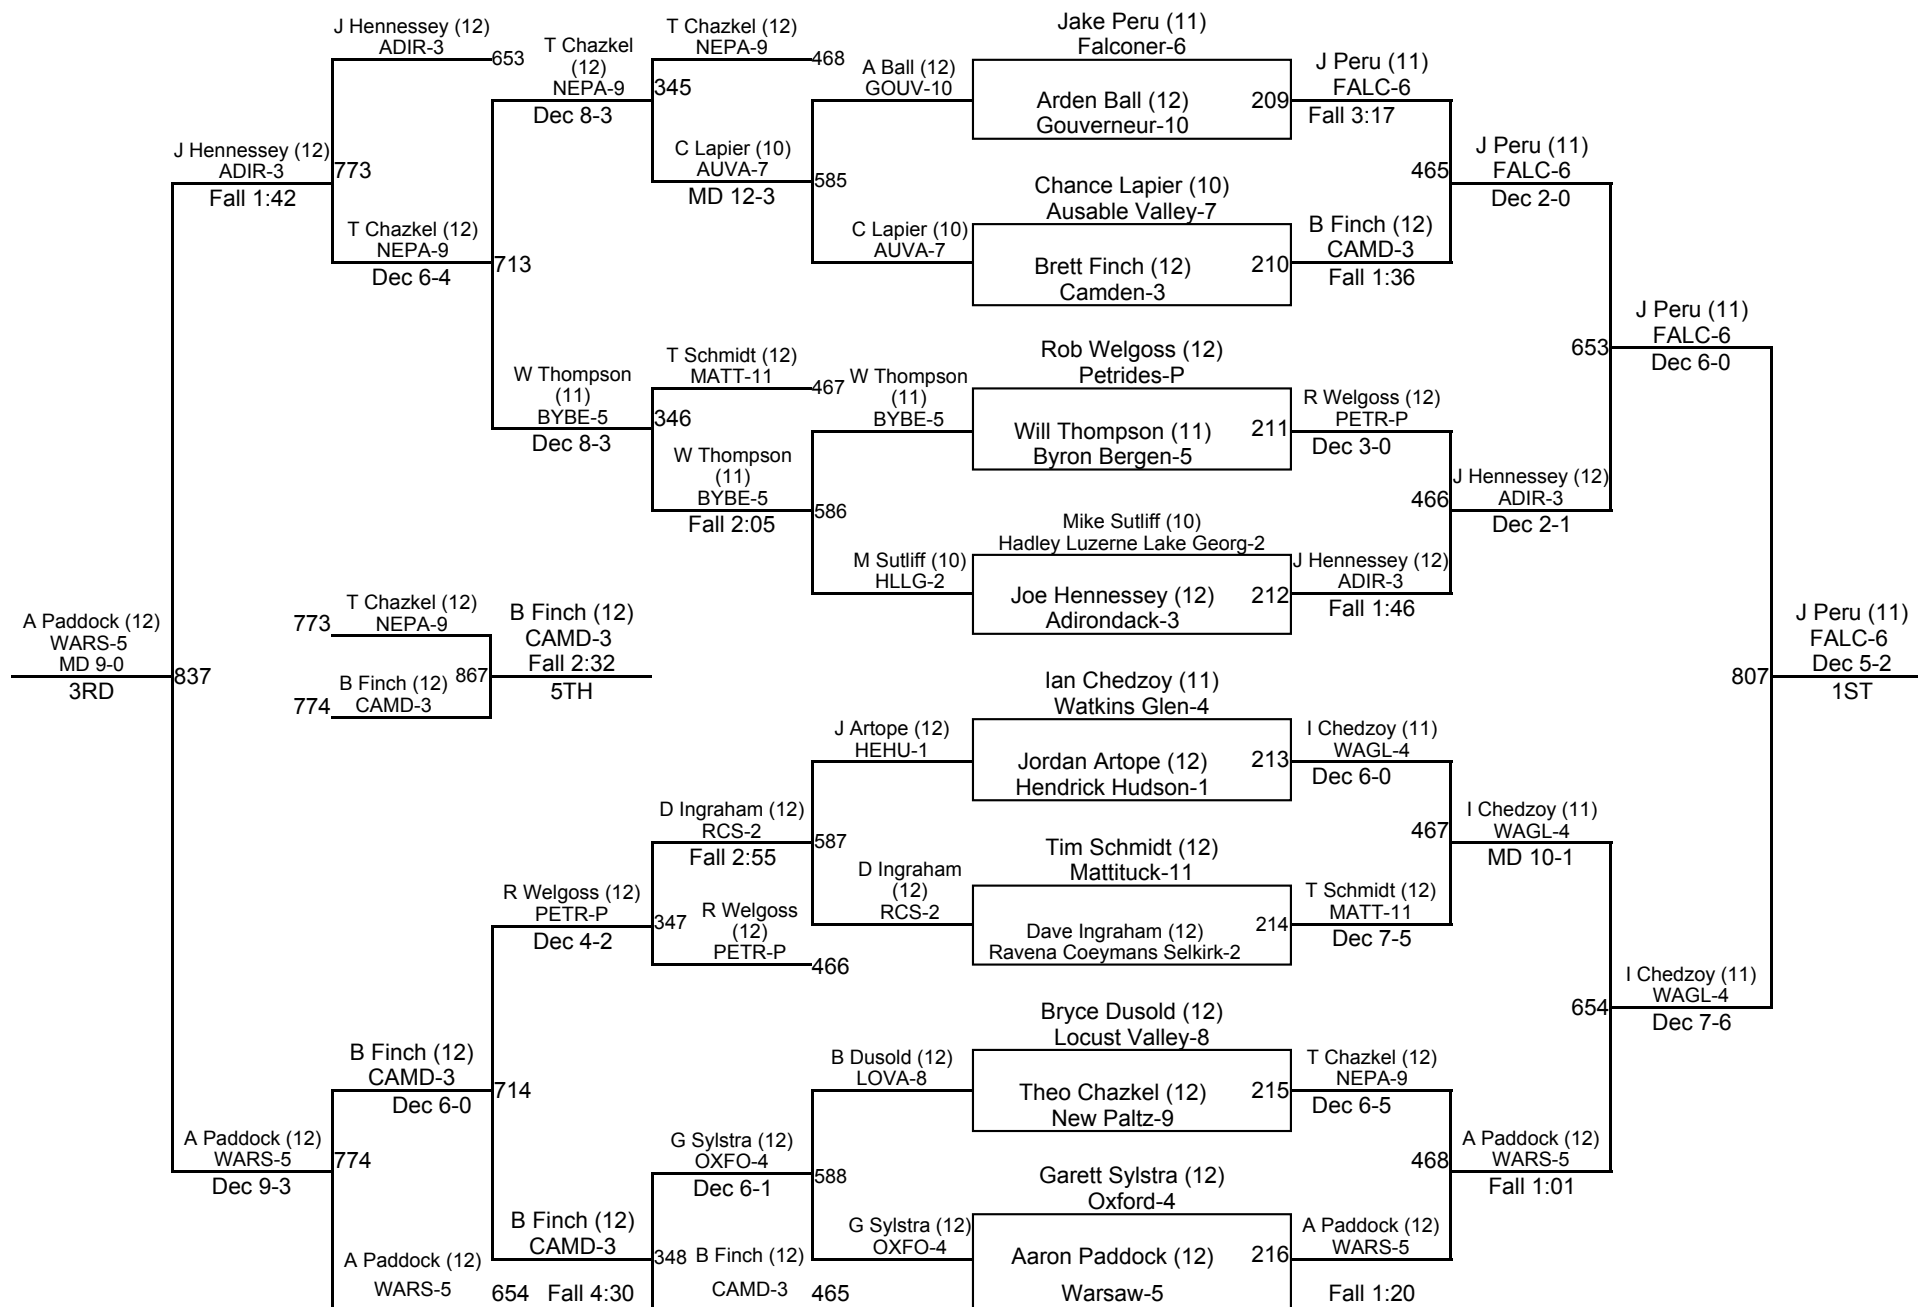 J Hennessey (12)
ADIR-3
653
T Chazkel
(12)
NEPA-9
Dec 8-3
T Chazkel (12)
NEPA-9
468
345
A Ball (12)
GOUV-10
Jake Peru (11)
Falconer-6
Arden Ball (12)
Gouverneur-10
209
J Peru (11)
FALC-6
Fall 3:17
J Hennessey (12)
ADIR-3
Fall 1:42
773
C Lapier (10)
AUVA-7
MD 12-3
585
465
J Peru (11)
FALC-6
Dec 2-0
T Chazkel (12)
NEPA-9
Dec 6-4
713
C Lapier (10)
AUVA-7
Chance Lapier (10)
Ausable Valley-7
Brett Finch (12)
Camden-3
210
B Finch (12)
CAMD-3
Fall 1:36
653
J Peru (11)
FALC-6
Dec 6-0
W Thompson
(11)
BYBE-5
Dec 8-3
T Schmidt (12)
MATT-11
467
346
W Thompson
(11)
BYBE-5
Rob Welgoss (12)
Petrides-P
Will Thompson (11)
Byron Bergen-5
211
R Welgoss (12)
PETR-P
Dec 3-0
W Thompson
(11)
BYBE-5
Fall 2:05
586
466
J Hennessey (12)
ADIR-3
Dec 2-1
M Sutliff (10)
HLLG-2
Mike Sutliff (10)
Hadley Luzerne Lake Georg-2
Joe Hennessey (12)
Adirondack-3
212
J Hennessey (12)
ADIR-3
Fall 1:46
A Paddock (12)
WARS-5
MD 9-0
3RD
837
773
T Chazkel (12)
NEPA-9
774
B Finch (12)
CAMD-3
867
B Finch (12)
CAMD-3
Fall 2:32
5TH
807
J Peru (11)
FALC-6
Dec 5-2
1ST
J Artope (12)
HEHU-1
Ian Chedzoy (11)
Watkins Glen-4
Jordan Artope (12)
Hendrick Hudson-1
213
I Chedzoy (11)
WAGL-4
Dec 6-0
D Ingraham (12)
RCS-2
Fall 2:55
587
467
I Chedzoy (11)
WAGL-4
MD 10-1
R Welgoss (12)
PETR-P
Dec 4-2
347
R Welgoss
(12)
PETR-P
466
D Ingraham
(12)
RCS-2
Tim Schmidt (12)
Mattituck-11
Dave Ingraham (12)
Ravena Coeymans Selkirk-2
214
T Schmidt (12)
MATT-11
Dec 7-5
654
I Chedzoy (11)
WAGL-4
Dec 7-6
B Finch (12)
CAMD-3
Dec 6-0
714
B Dusold (12)
LOVA-8
Bryce Dusold (12)
Locust Valley-8
Theo Chazkel (12)
New Paltz-9
215
T Chazkel (12)
NEPA-9
Dec 6-5
A Paddock (12)
WARS-5
Dec 9-3
774
G Sylstra (12)
OXFO-4
Dec 6-1
588
468
A Paddock (12)
WARS-5
Fall 1:01
A Paddock (12)
WARS-5
654
B Finch (12)
CAMD-3
Fall 4:30
348
B Finch (12)
CAMD-3
465
G Sylstra (12)
OXFO-4
Garett Sylstra (12)
Oxford-4
Aaron Paddock (12)
Warsaw-5
216
A Paddock (12)
WARS-5
Fall 1:20